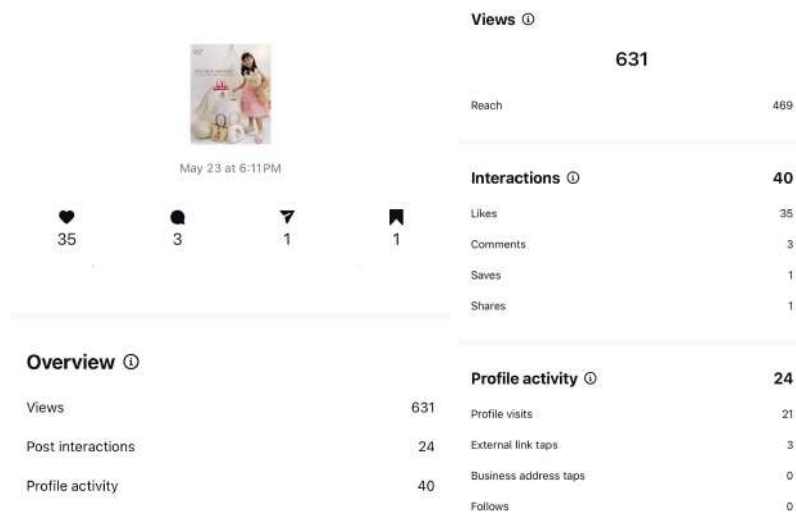 May 23 at 6:11 PM
35 3 1 1
Overview
Views 631
Post interactions 24
Profile activity 40
Views
631
Reach 469
Interactions 40
Likes 35
Comments 3
Saves 1
Shares 1
Profile activity 24
Profile visits 21
External link taps 3
Business address taps 0
Follows 0